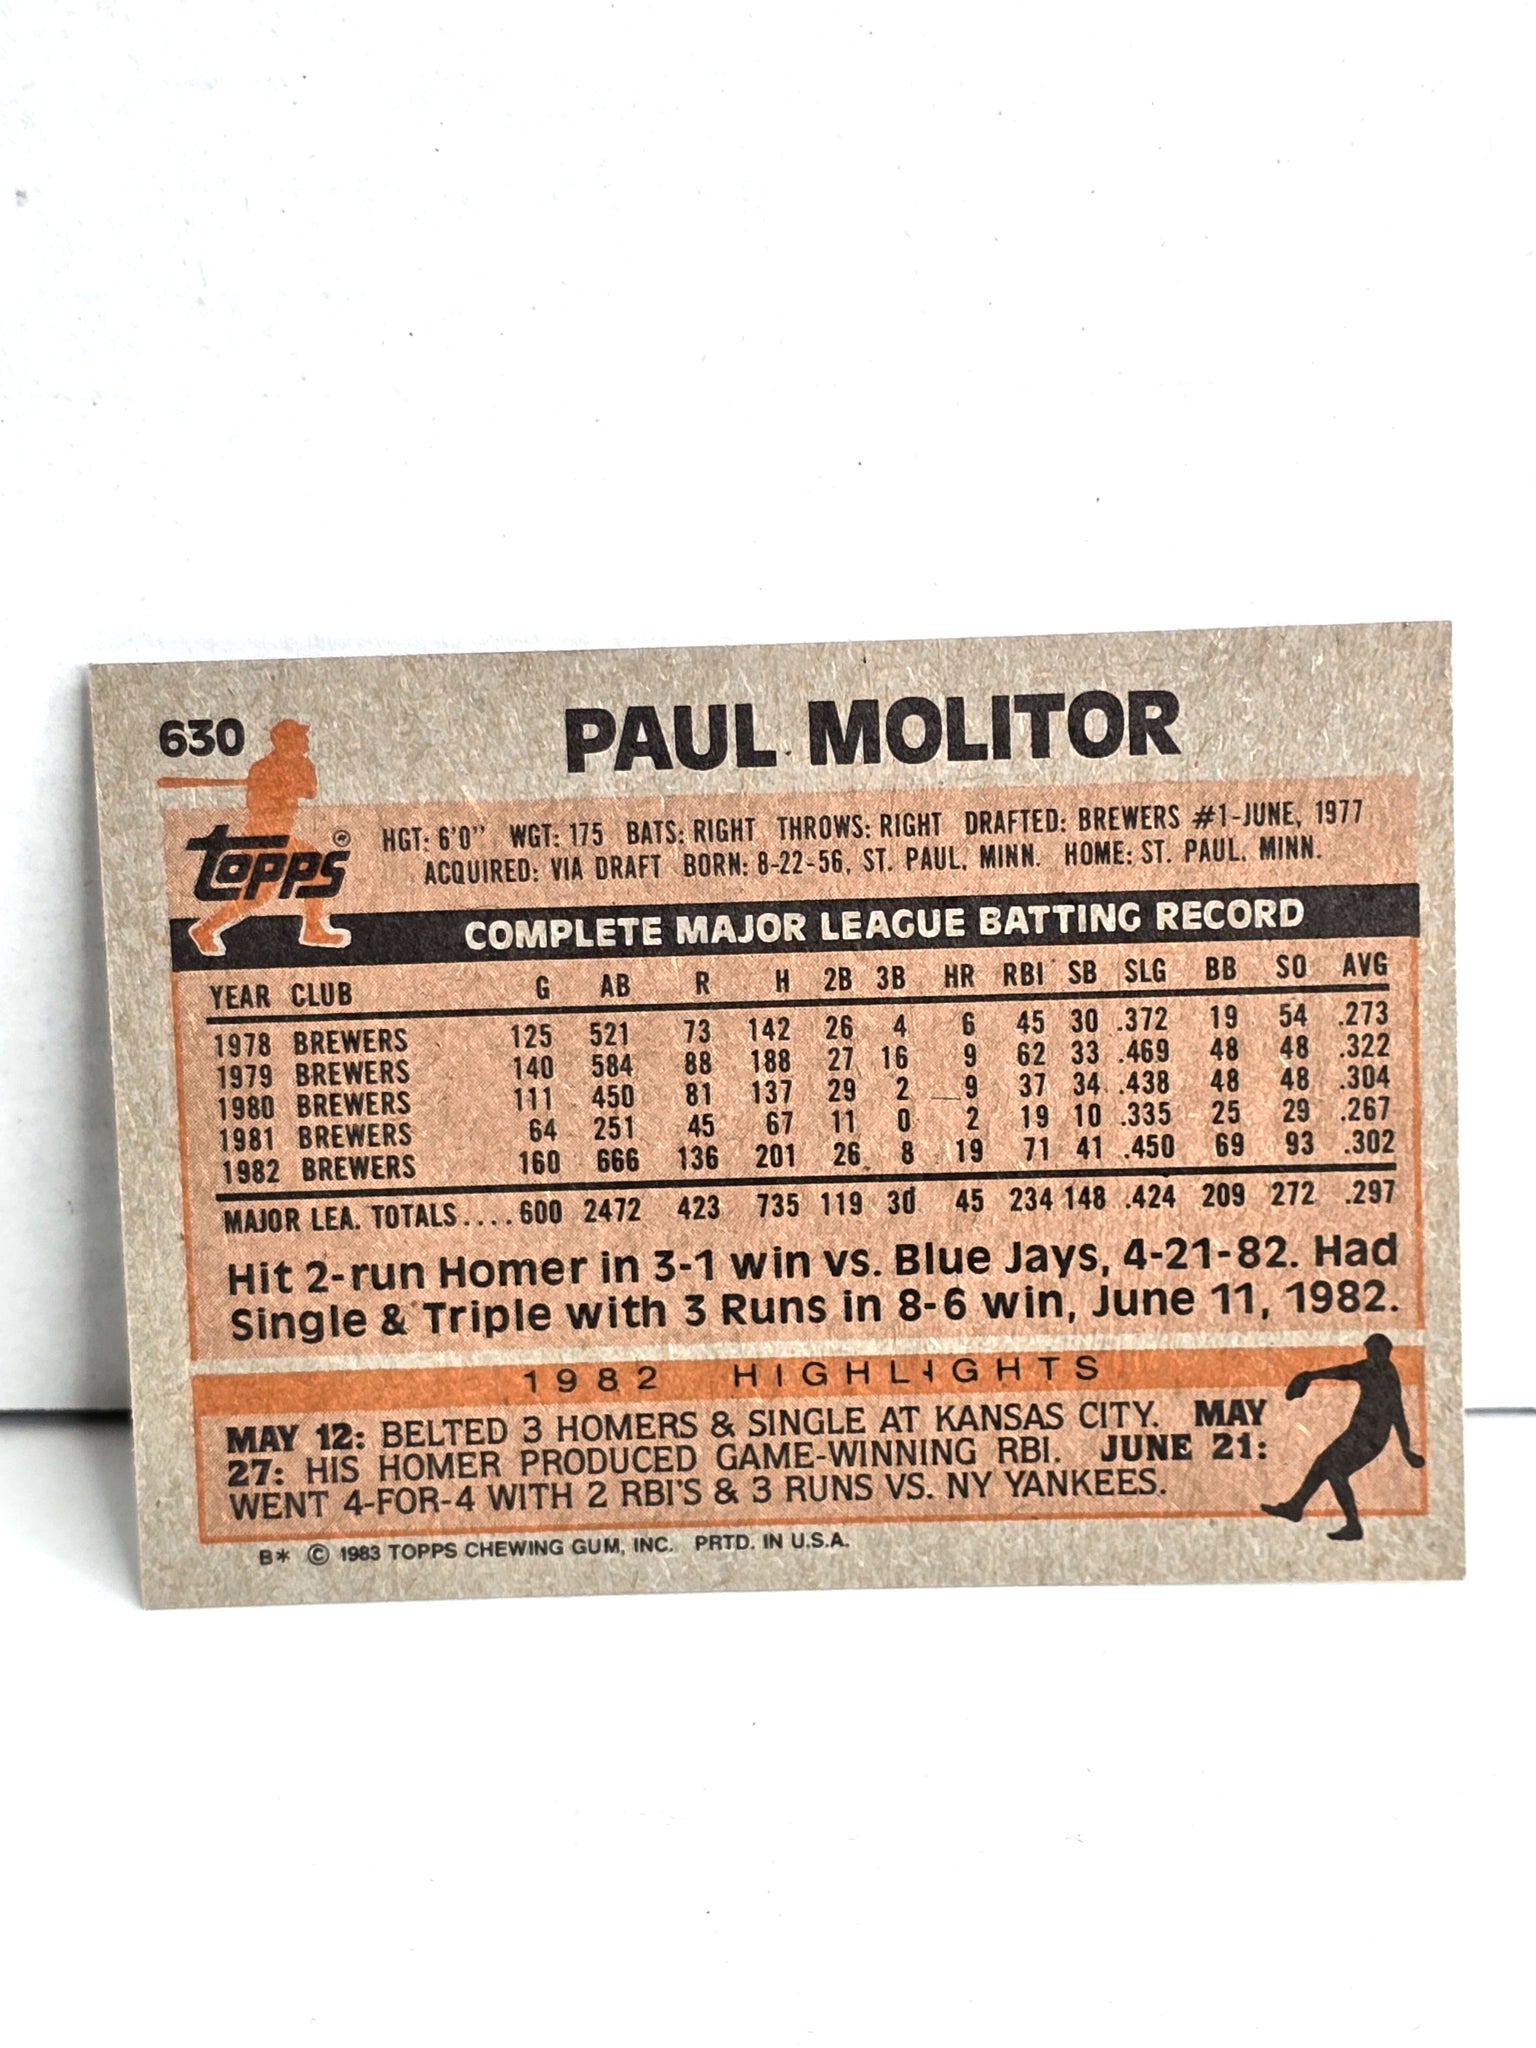 630
PAUL MOLITOR
topps®
HGT: 6'0" WGT: 175 BATS: RIGHT THROWS: RIGHT DRAFTED: BREWERS #1-JUNE, 1977
ACQUIRED: VIA DRAFT BORN: 8-22-56, ST. PAUL, MINN. HOME: ST. PAUL, MINN.
COMPLETE MAJOR LEAGUE BATTING RECORD
YEAR CLUB G AB R H 2B 3B HR RBI SB SLG BB SO AVG
1978 BREWERS 125 521 73 142 26 4 6 45 30 .372 19 54 .273
1979 BREWERS 140 584 88 188 27 16 9 62 33 .469 48 48 .322
1980 BREWERS 111 450 81 137 29 2 9 37 34 .438 48 48 .304
1981 BREWERS 64 251 45 67 11 0 2 19 10 .335 25 29 .267
1982 BREWERS 160 666 136 201 26 8 19 71 41 .450 69 93 .302
MAJOR LEA. TOTALS....600 2472 423 735 119 30 45 234 148 .424 209 272 .297
Hit 2-run Homer in 3-1 win vs. Blue Jays, 4-21-82. Had
Single & Triple with 3 Runs in 8-6 win, June 11, 1982.
1982 HIGHLIGHTS
MAY 12: BELTED 3 HOMERS & SINGLE AT KANSAS CITY. MAY
27: HIS HOMER PRODUCED GAME-WINNING RBI. JUNE 21:
WENT 4-FOR-4 WITH 2 RBI'S & 3 RUNS VS. NY YANKEES.
B* © 1983 TOPPS CHEWING GUM, INC. PRTD. IN U.S.A.